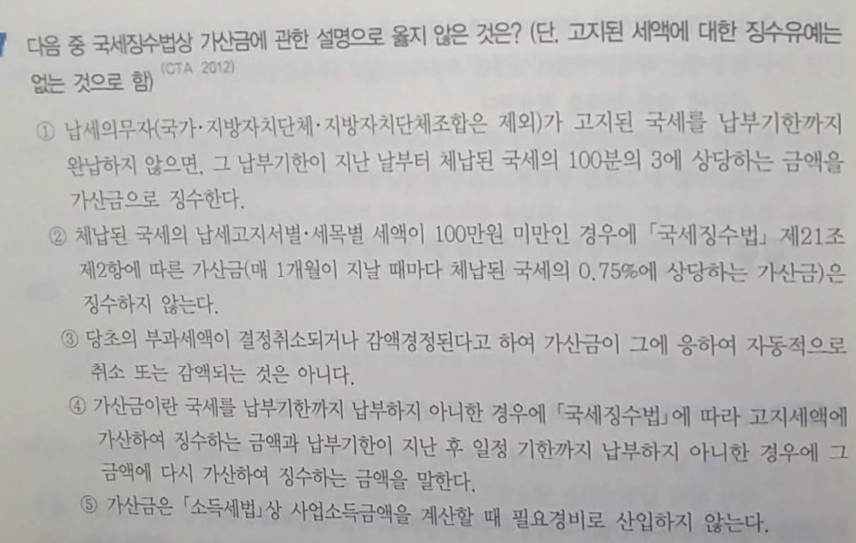 다음 중 국세징수법상 가산금에 관한 설명으로 옳지 않은 것은? (단, 고지된 세액에 대한 징수유예는
없는 것으로 함) (CTA 2012)
① 납세의무자(국가·지방자치단체·지방자치단체조합은 제외)가 고지된 국세를 납부기한까지
완납하지 않으면, 그 납부기한이 지난 날부터 체납된 국세의 100분의 3에 상당하는 금액을
가산금으로 징수한다.
② 체납된 국세의 납세고지서별·세목별 세액이 100만원 미만인 경우에 「국세징수법」 제21조
제2항에 따른 가산금(매 1개월이 지날 때마다 체납된 국세의 0.75%에 상당하는 가산금)은
징수하지 않는다.
③ 당초의 부과세액이 결정취소되거나 감액경정된다고 하여 가산금이 그에 응하여 자동적으로
취소 또는 감액되는 것은 아니다.
④ 가산금이란 국세를 납부기한까지 납부하지 아니한 경우에 「국세징수법」에 따라 고지세액에
가산하여 징수하는 금액과 납부기한이 지난 후 일정 기한까지 납부하지 아니한 경우에 그
금액에 다시 가산하여 징수하는 금액을 말한다.
⑤ 가산금은 「소득세법」상 사업소득금액을 계산할 때 필요경비로 산입하지 않는다.